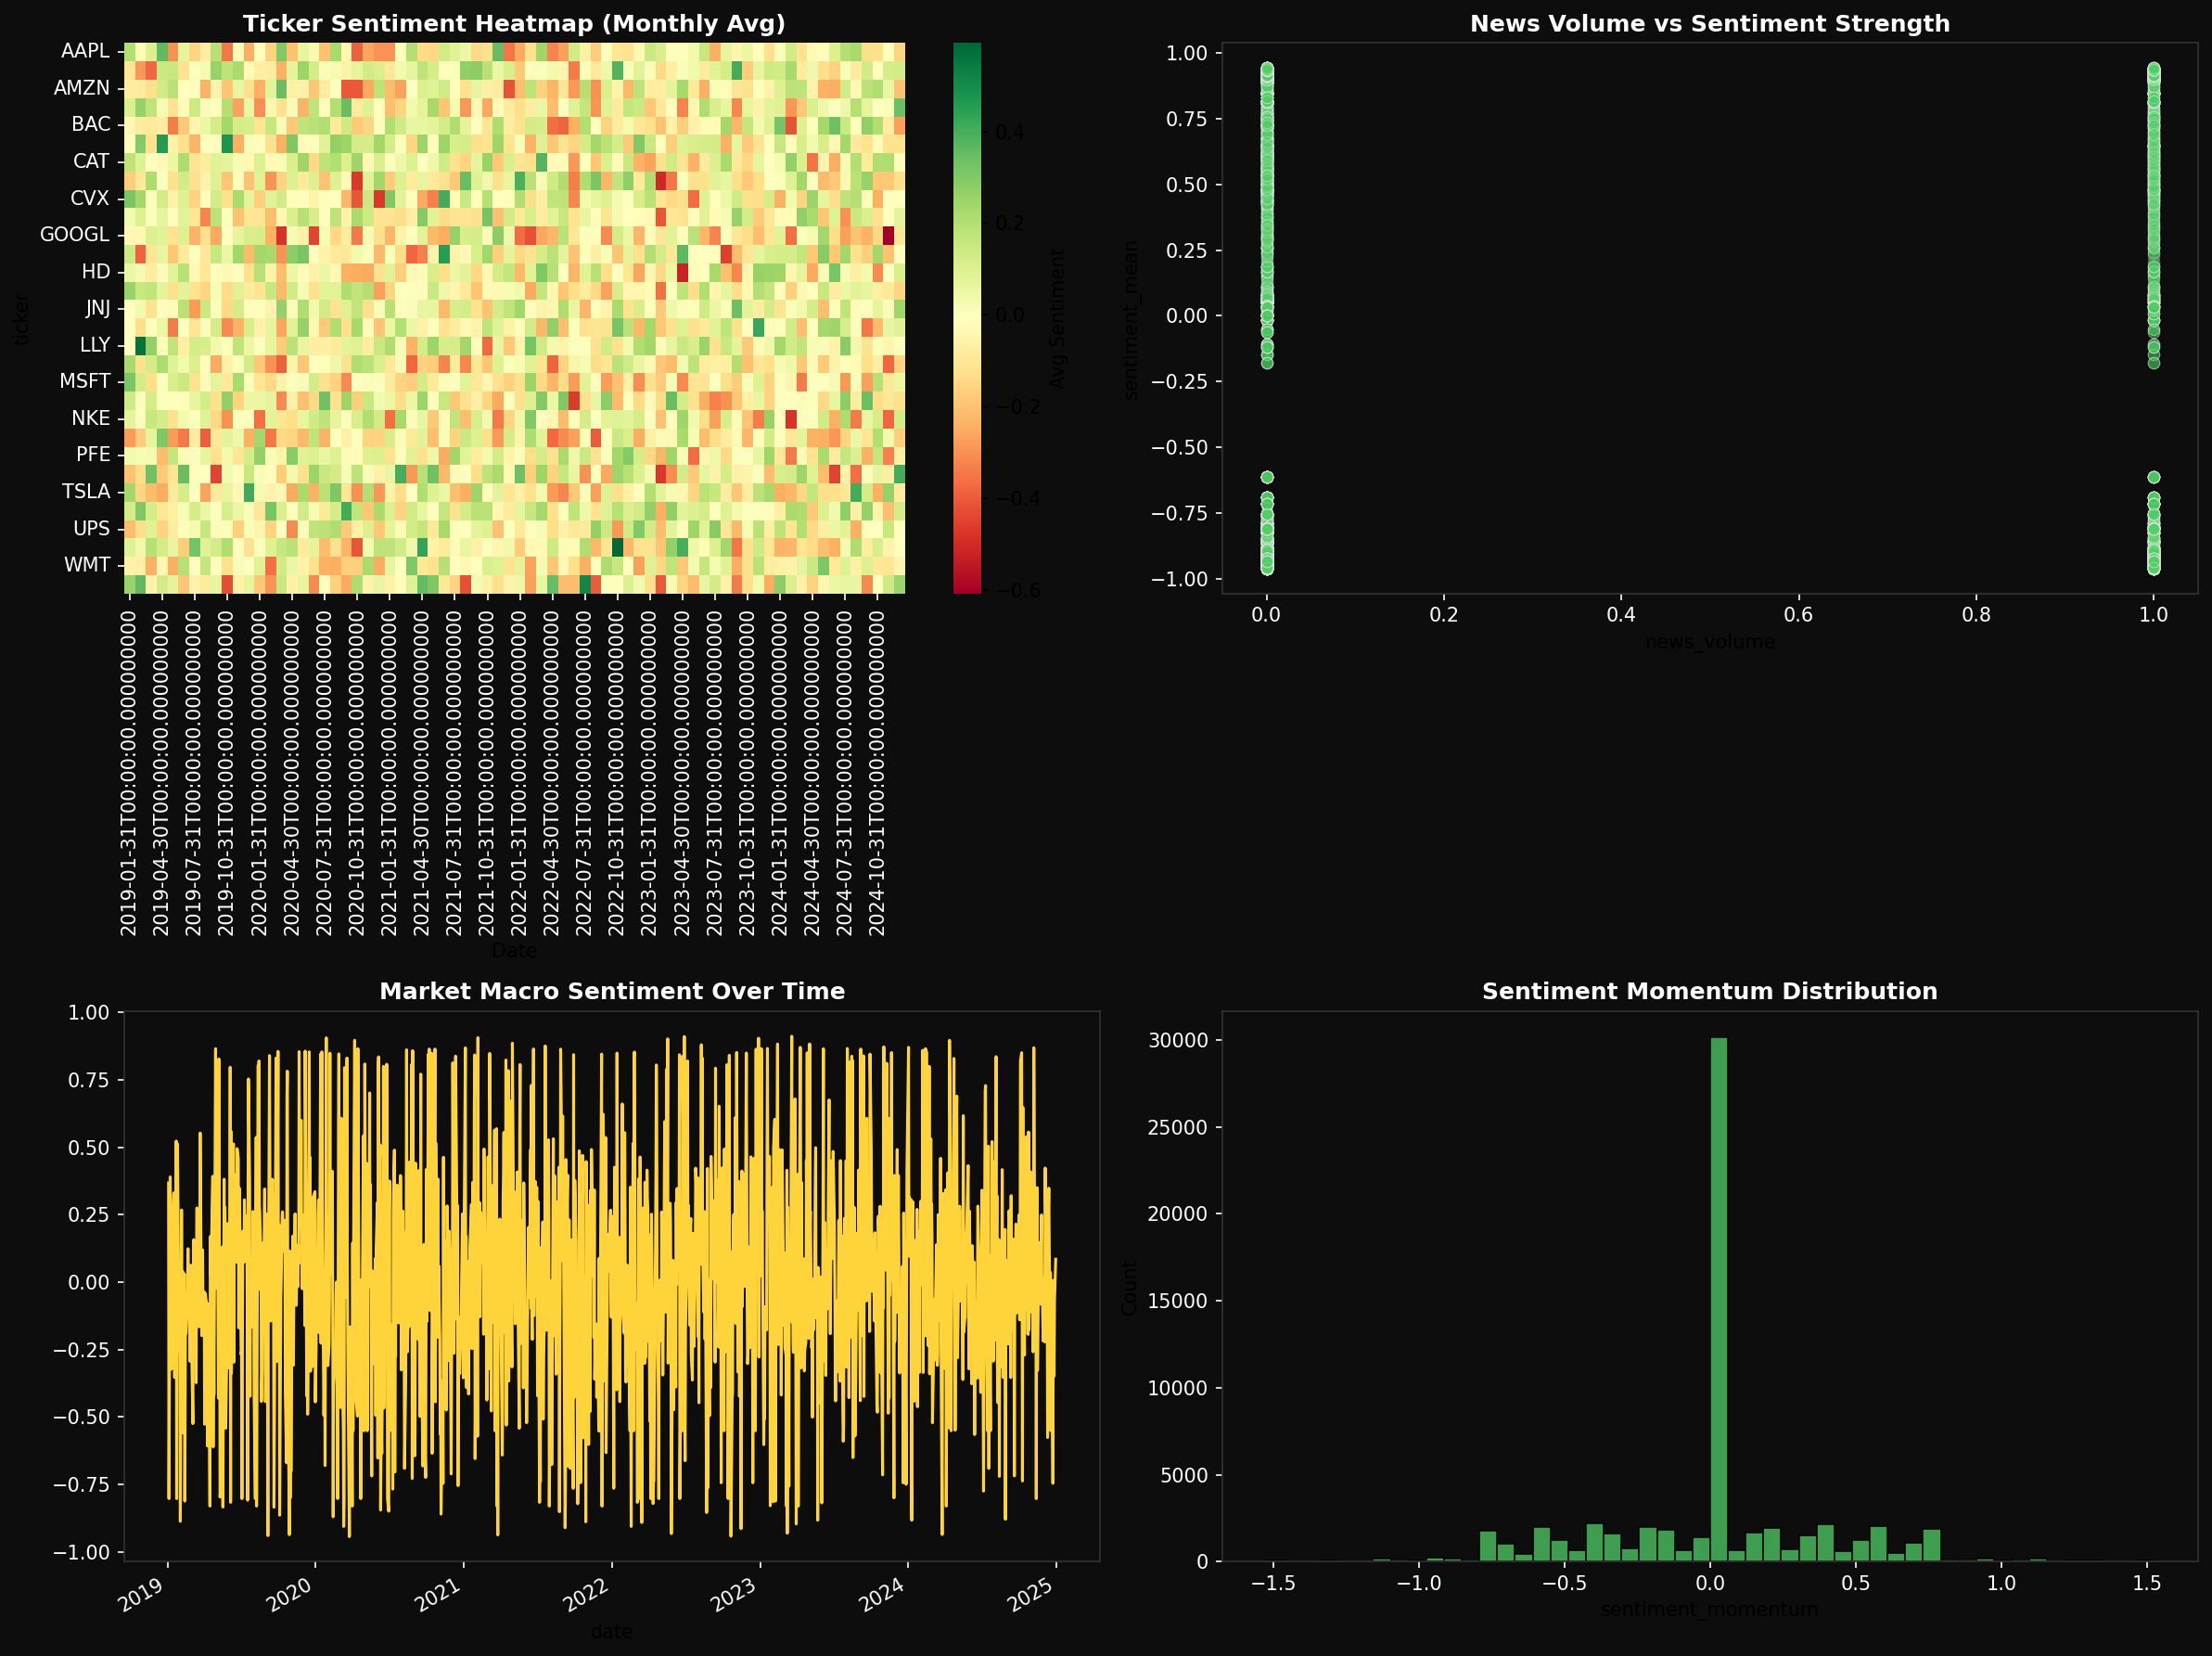 Ticker Sentiment Heatmap (Monthly Avg)
AAPL
AMZN
BAC
CAT
CVX
GOOGL
HD
JNJ
LLY
MSFT
NKE
PFE
TSLA
UPS
WMT
ticker
2019-01-31T00:00:00.000000000
2019-04-30T00:00:00.000000000
2019-07-31T00:00:00.000000000
2019-10-31T00:00:00.000000000
2020-01-31T00:00:00.000000000
2020-04-30T00:00:00.000000000
2020-07-31T00:00:00.000000000
2020-10-31T00:00:00.000000000
2021-01-31T00:00:00.000000000
2021-04-30T00:00:00.000000000
2021-07-31T00:00:00.000000000
2021-10-31T00:00:00.000000000
2022-01-31T00:00:00.000000000
2022-04-30T00:00:00.000000000
2022-07-31T00:00:00.000000000
2022-10-31T00:00:00.000000000
2023-01-31T00:00:00.000000000
2023-04-30T00:00:00.000000000
2023-07-31T00:00:00.000000000
2023-10-31T00:00:00.000000000
2024-01-31T00:00:00.000000000
2024-04-30T00:00:00.000000000
2024-07-31T00:00:00.000000000
2024-10-31T00:00:00.000000000
Date
0.4
0.2
0.0
−0.2
−0.4
−0.6
Avg Sentiment
News Volume vs Sentiment Strength
1.00
0.75
0.50
0.25
0.00
−0.25
−0.50
−0.75
−1.00
sentiment_mean
0.0 0.2 0.4 0.6 0.8 1.0
news_volume
Market Macro Sentiment Over Time
1.00
0.75
0.50
0.25
0.00
−0.25
−0.50
−0.75
−1.00
2019 2020 2021 2022 2023 2024 2025
date
Sentiment Momentum Distribution
30000
25000
20000
15000
10000
5000
0
Count
−1.5 −1.0 −0.5 0.0 0.5 1.0 1.5
sentiment_momentum